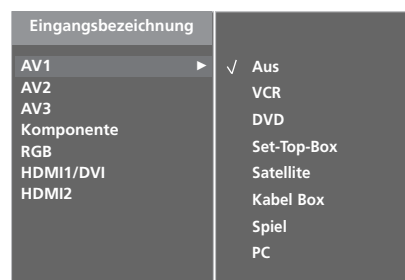 Eingangsbezeichnung
AV1 ►
AV2
AV3
Komponente
RGB
HDMI1/DVI
HDMI2
√ Aus
VCR
DVD
Set-Top-Box
Satellite
Kabel Box
Spiel
PC